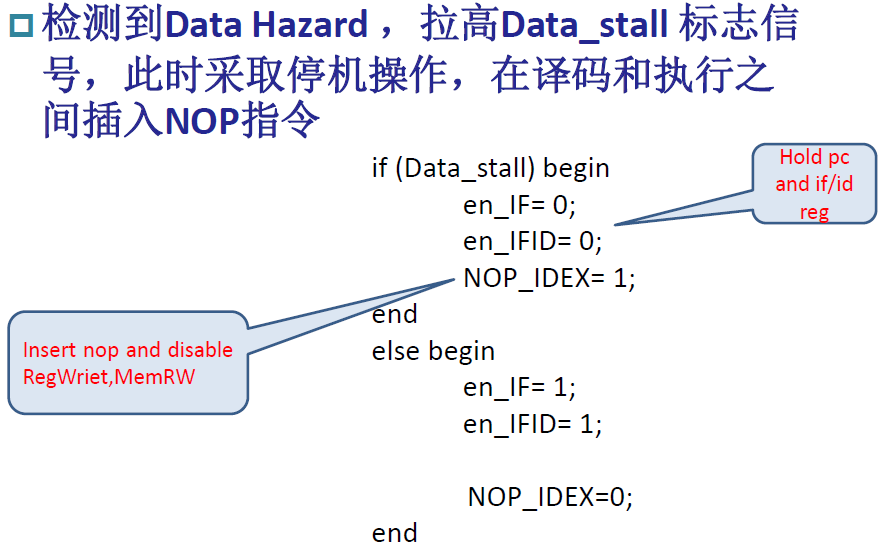 检测到Data Hazard ，拉高Data_stall 标志信
号，此时采取停机操作，在译码和执行之
间插入NOP指令
if (Data_stall) begin
en_IF= 0;
en_IFID= 0;
NOP_IDEX= 1;
end
else begin
en_IF= 1;
en_IFID= 1;
NOP_IDEX=0;
end
Hold pc
and if/id
reg
Insert nop and disable
RegWriet,MemRW